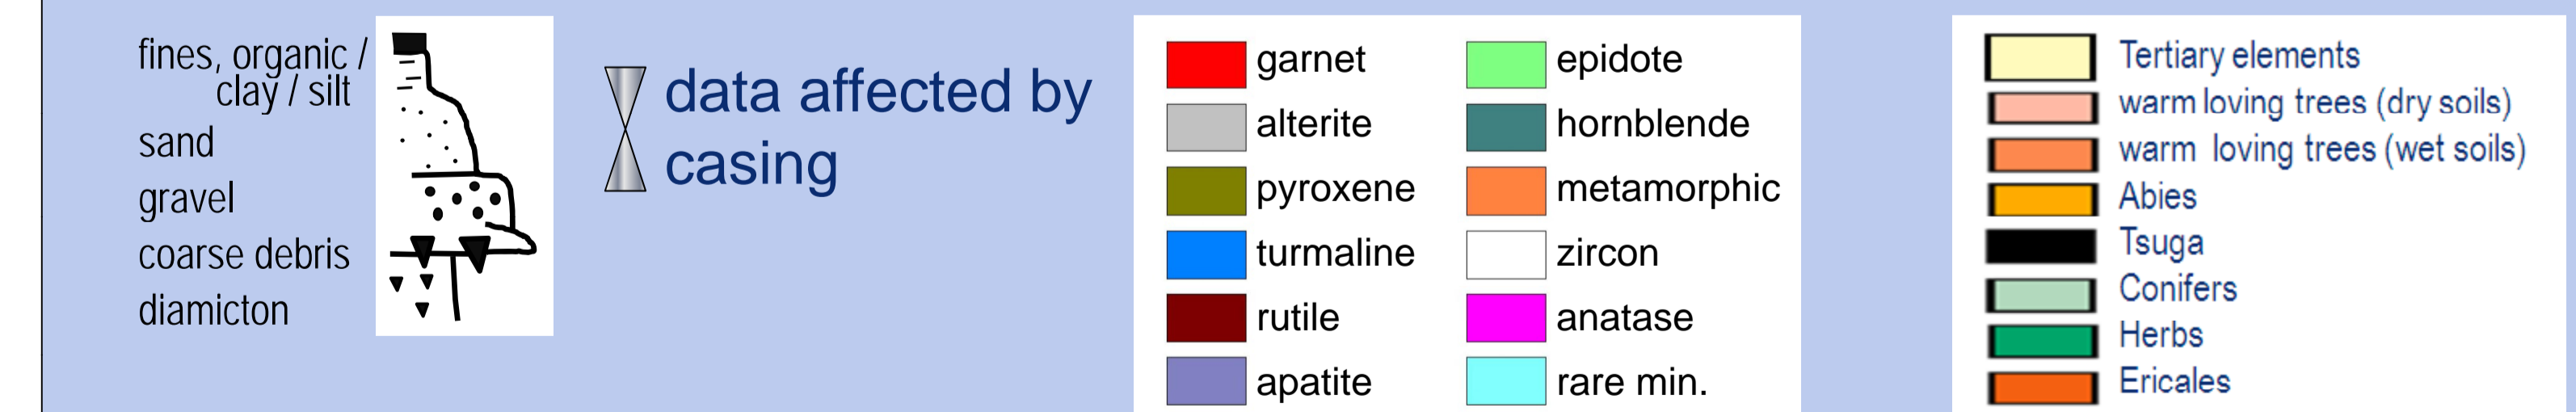 fines, organic /
clay / silt
sand
gravel
coarse debris
diamicton
data affected by
casing
garnet
alterite
pyroxene
turmaline
rutile
apatite
epidote
hornblende
metamorphic
zircon
anatase
rare min.
Tertiary elements
warm loving trees (dry soils)
warm loving trees (wet soils)
Abies
Tsuga
Conifers
Herbs
Ericales